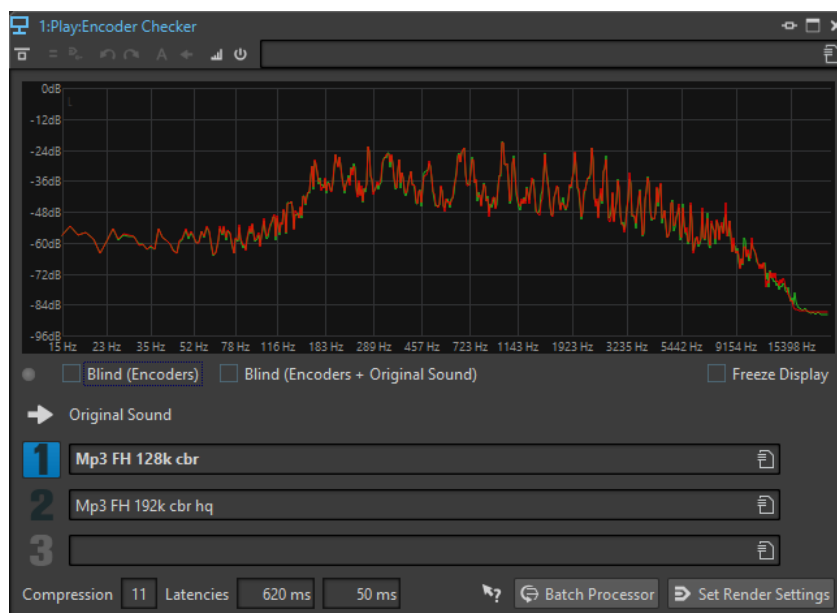 1:Play:Encoder Checker
A
0dB
L
-12dB
-24dB
-36dB
-48dB
-60dB
-72dB
-84dB
-96dB
15 Hz 23 Hz 35 Hz 52 Hz 78 Hz 116 Hz 183 Hz 289 Hz 457 Hz 723 Hz 1143 Hz 1923 Hz 3235 Hz 5442 Hz 9154 Hz 15398 Hz
Blind (Encoders) Blind (Encoders + Original Sound) Freeze Display
Original Sound
1 Mp3 FH 128k cbr
2 Mp3 FH 192k cbr hq
3
Compression 11 Latencies 620 ms 50 ms ? Batch Processor Set Render Settings